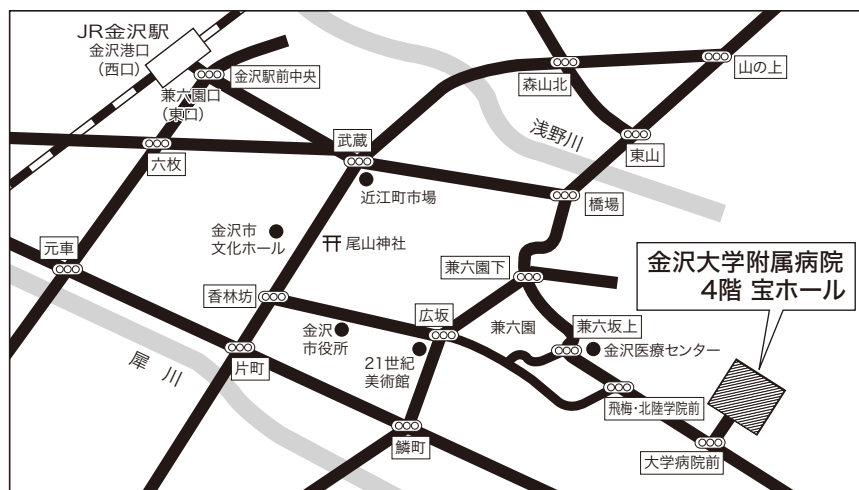 JR金沢駅
金沢港口
（西口）
金沢駅前中央
兼六園口
（東口）
六枚
武蔵
近江町市場
森山北
山の上
浅野川
東山
橋場
元車
金沢市
文化ホール
尾山神社
兼六園下
金沢大学附属病院
4階 宝ホール
香林坊
広坂
兼六園
兼六坂上
金沢医療センター
金沢
市役所
21世紀
美術館
犀川
片町
飛梅・北陸学院前
鱗町
大学病院前